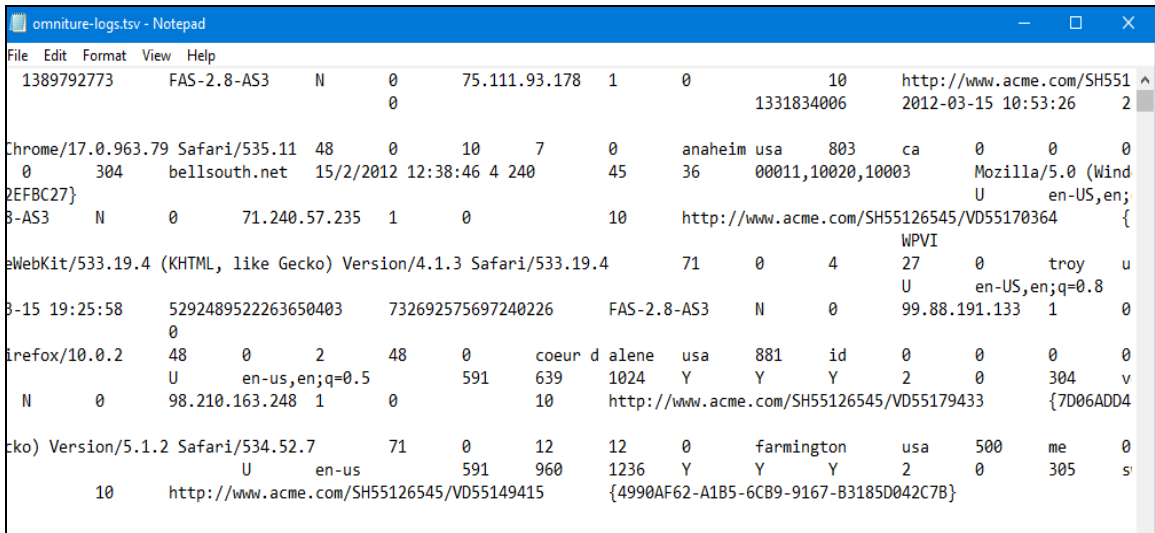 omniture-logs.tsv - Notepad
File Edit Format View Help
1389792773 FAS-2.8-AS3 N 0 75.111.93.178 1 0 10 http://www.acme.com/SH551
0 1331834006 2012-03-15 10:53:26 2
Chrome/17.0.963.79 Safari/535.11 48 0 10 7 0 anaheim usa 803 ca 0 0 0
0 304 bellsouth.net 15/2/2012 12:38:46 4 240 45 36 00011,10020,10003 Mozilla/5.0 (Wind
2EFBC27} U en-US,en;
3-AS3 N 0 71.240.57.235 1 0 10 http://www.acme.com/SH55126545/VD55170364 {
WPVI
eWebKit/533.19.4 (KHTML, like Gecko) Version/4.1.3 Safari/533.19.4 71 0 4 27 0 troy u
U en-US,en;q=0.8
3-15 19:25:58 5292489522263650403 732692575697240226 FAS-2.8-AS3 N 0 99.88.191.133 1 0
0
irefox/10.0.2 48 0 2 48 0 coeur d alene usa 881 id 0 0 0 0
U en-us,en;q=0.5 591 639 1024 Y Y Y 2 0 304 v
N 0 98.210.163.248 1 0 10 http://www.acme.com/SH55126545/VD55179433 {7D06ADD4
cko) Version/5.1.2 Safari/534.52.7 71 0 12 12 0 farmington usa 500 me 0
U en-us 591 960 1236 Y Y Y 2 0 305 s
10 http://www.acme.com/SH55126545/VD55149415 {4990AF62-A1B5-6CB9-9167-B3185D042C7B}